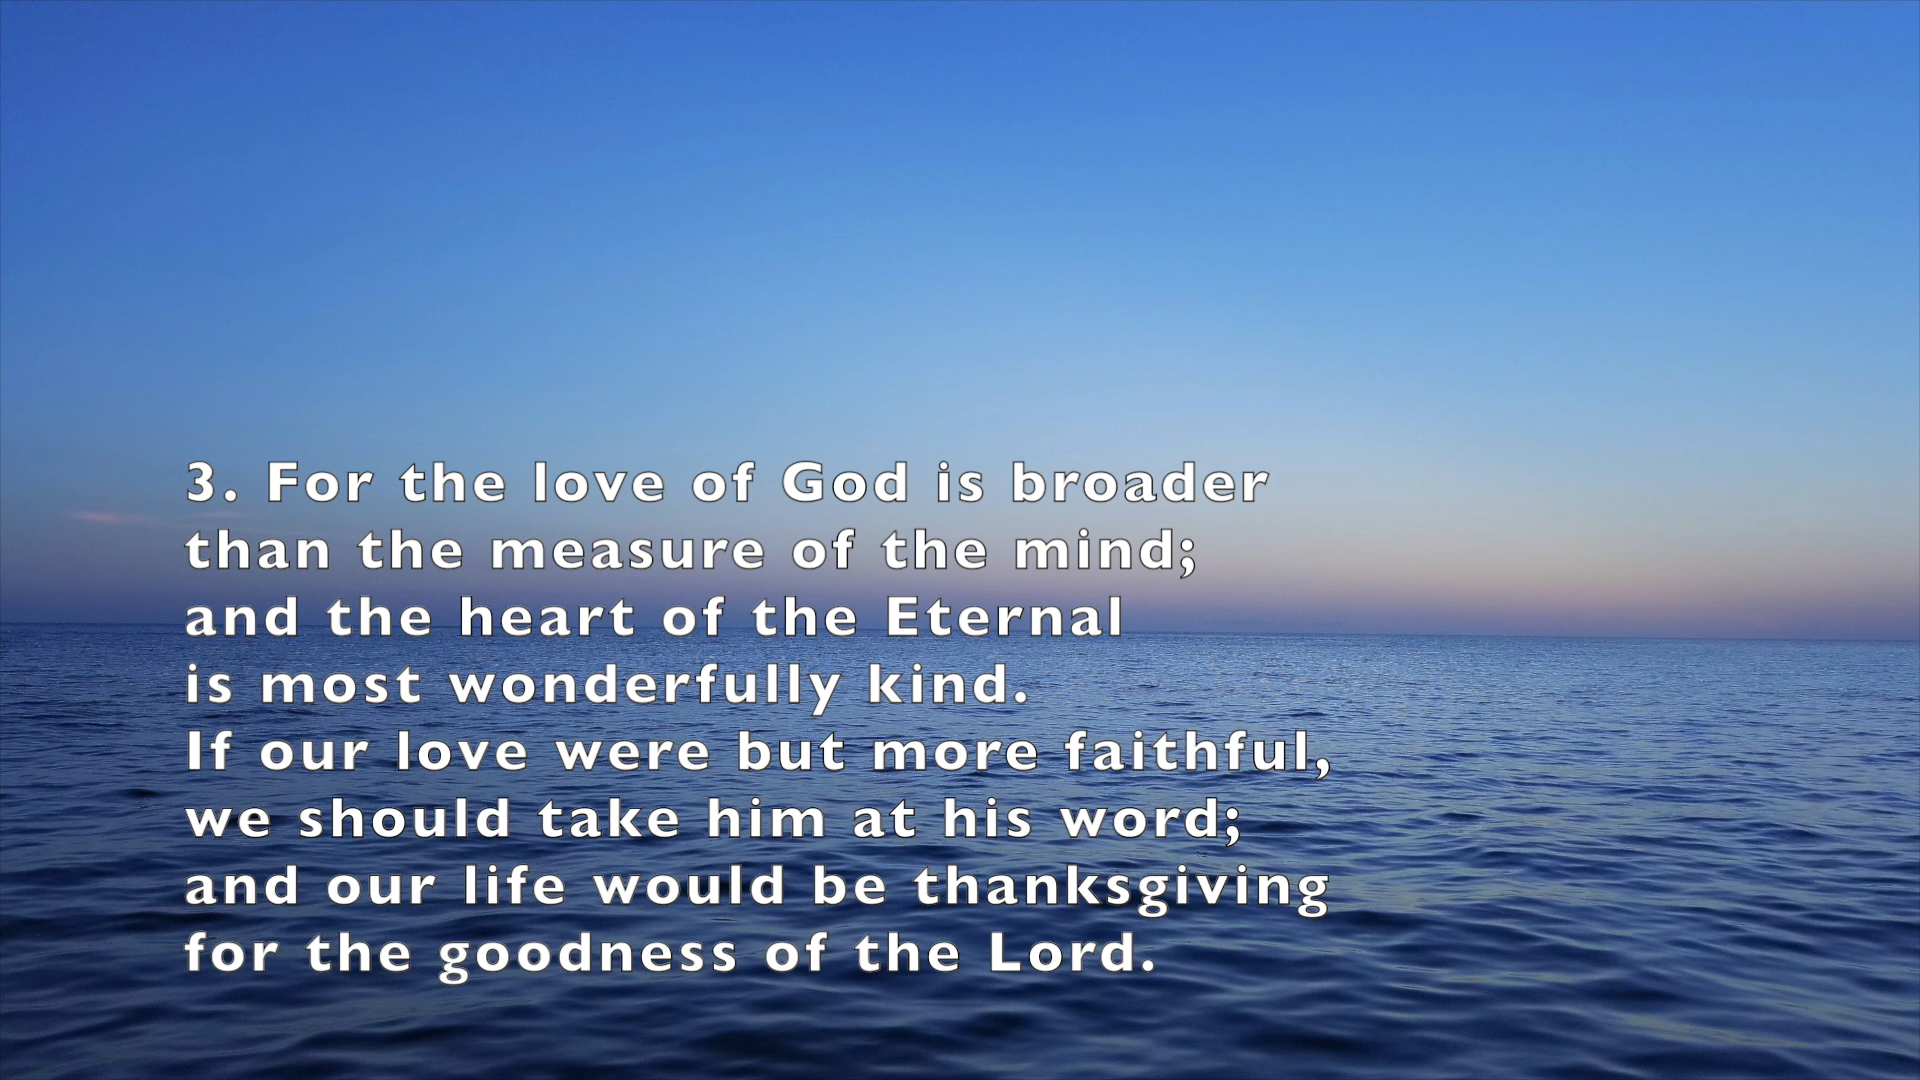 3. For the love of God is broader
than the measure of the mind;
and the heart of the Eternal
is most wonderfully kind.
If our love were but more faithful,
we should take him at his word;
and our life would be thanksgiving
for the goodness of the Lord.